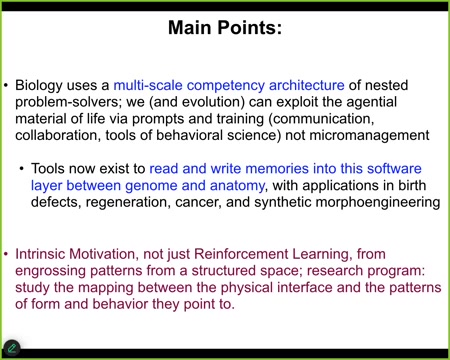 Main Points:
• Biology uses a multi-scale competency architecture of nested
problem-solvers; we (and evolution) can exploit the agential
material of life via prompts and training (communication,
collaboration, tools of behavioral science) not micromanagement
• Tools now exist to read and write memories into this software
layer between genome and anatomy, with applications in birth
defects, regeneration, cancer, and synthetic morphoengineering
• Intrinsic Motivation, not just Reinforcement Learning, from
engrossing patterns from a structured space; research program:
study the mapping between the physical interface and the patterns
of form and behavior they point to.